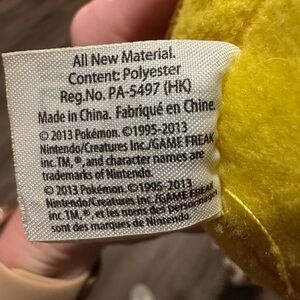 All New Material.
Content: Polyester
Reg.No. PA-5497 (HK)
Made in China. Fabriqué en Chine.
© 2013 Pokémon. ©1995-2013
Nintendo/Creatures Inc./GAME FREAK
inc.TM,®, and character names are
trademarks of Nintendo.
© 2013 Pokémon. ©1995-2013
Nintendo/Creatures Inc./GAME FREAK
inc.TM,®, et les noms des personnages
sont des marques de Nintendo.